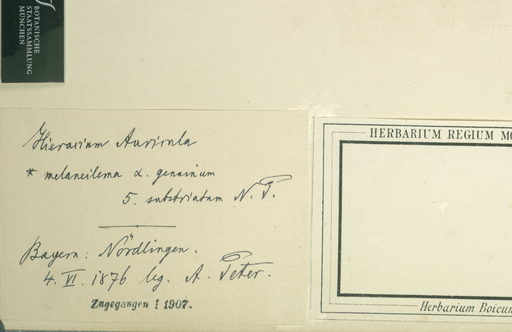 BOTANISCHE
STAATSSAMMLUNG
MÜNCHEN
Hieracium Auricula
* melaneilema α. genuinum
5. substriatum N. P.
Bayern: Nördlingen.
4. VI. 1876 leg. A. Peter.
Zugegangen I 1907.
HERBARIUM REGIUM MO
Herbarium Boicum